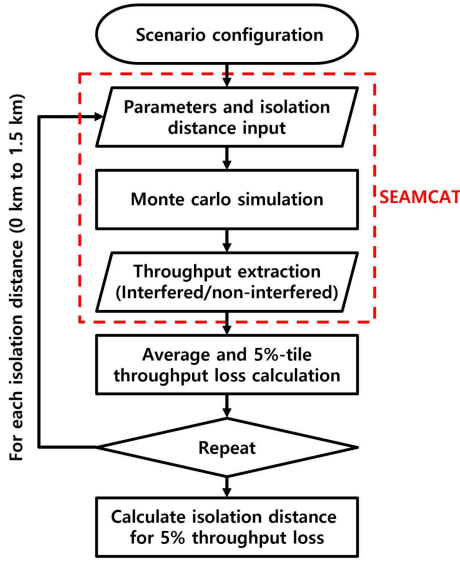 Scenario configuration
Parameters and isolation
distance input
Monte carlo simulation
SEAMCAT
Throughput extraction
(Interfered/non-interfered)
Average and 5%-tile
throughput loss calculation
Repeat
Calculate isolation distance
for 5% throughput loss
For each isolation distance (0 km to 1.5 km)